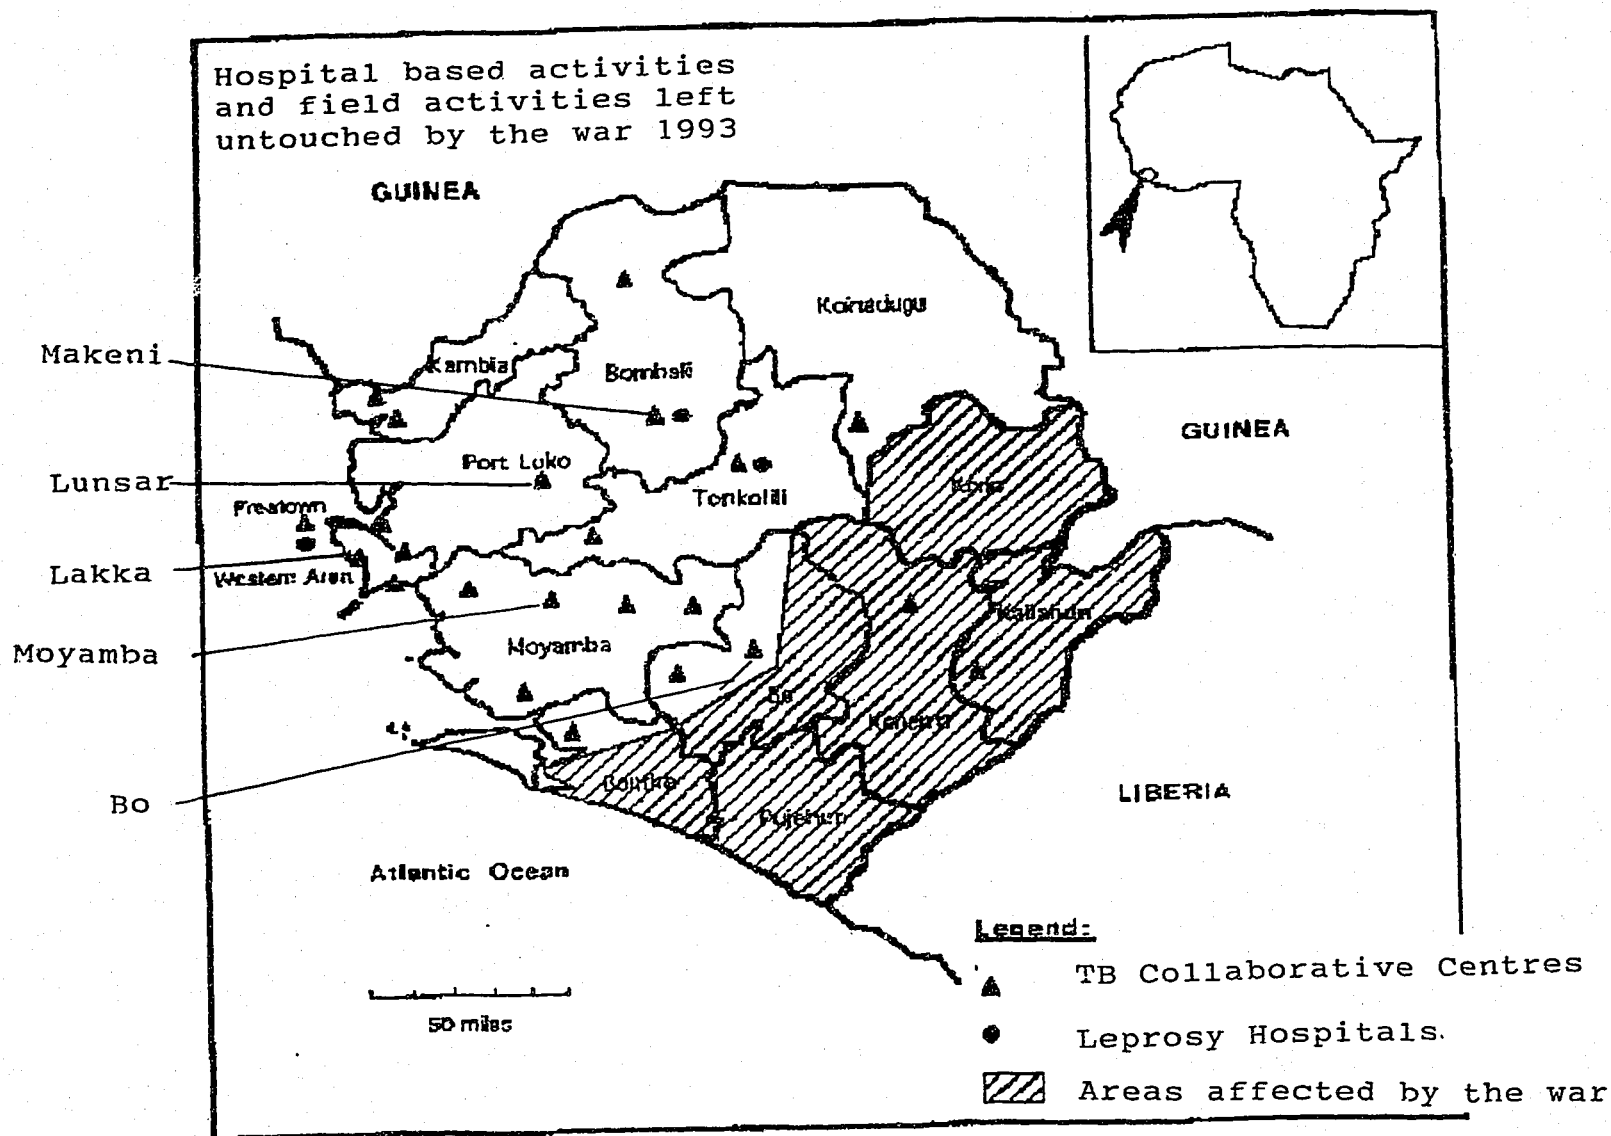 Hospital based activities
and field activities left
untouched by the war 1993
GUINEA
Koinadugu
Makeni
Kambia
Bombali
GUINEA
Port Loko
Lunsar
Tonkolili
Kono
Freetown
Lakka
Western Area
Kailahun
Moyamba
Moyamba
Bo
Kenema
Bo
Bonthe
Pujehun
LIBERIA
Atlantic Ocean
Legend:
TB Collaborative Centres
50 miles
Leprosy Hospitals.
Areas affected by the war